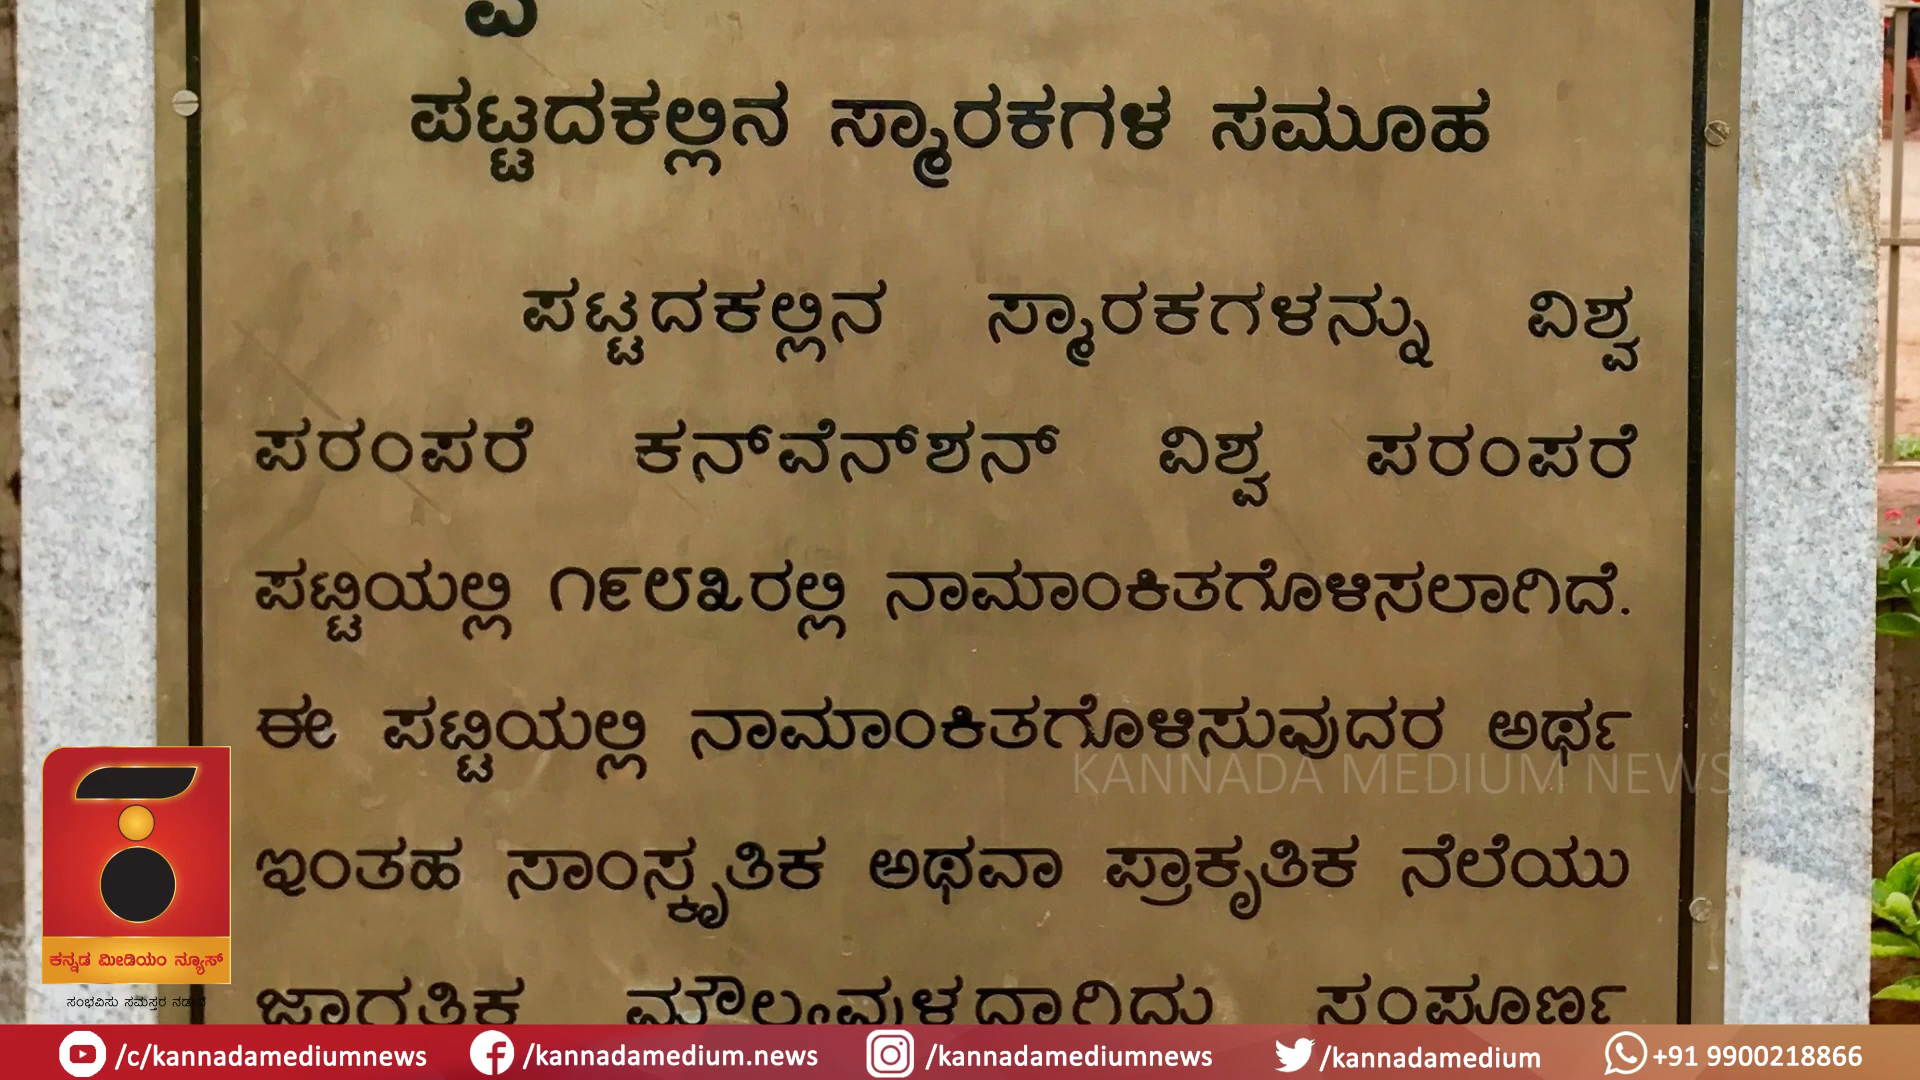 ಪಟ್ಟದಕಲ್ಲಿನ ಸ್ಮಾರಕಗಳ ಸಮೂಹ
ಪಟ್ಟದಕಲ್ಲಿನ ಸ್ಮಾರಕಗಳನ್ನು ವಿಶ್ವ
ಪರಂಪರೆ ಕನ್‌ವೆನ್‌ಶನ್ ವಿಶ್ವ ಪರಂಪರೆ
ಪಟ್ಟಿಯಲ್ಲಿ ೧೯೮೩ರಲ್ಲಿ ನಾಮಾಂಕಿತಗೊಳಿಸಲಾಗಿದೆ.
ಈ ಪಟ್ಟಿಯಲ್ಲಿ ನಾಮಾಂಕಿತಗೊಳಿಸುವುದರ ಅರ್ಥ
KANNADA MEDIUM NEWS
ಇಂತಹ ಸಾಂಸ್ಕೃತಿಕ ಅಥವಾ ಪ್ರಾಕೃತಿಕ ನೆಲೆಯು
ಜಾಗತಿಕ ಮೌಲ್ಯವುಳ್ಳದ್ದಾಗಿದ್ದು ಸಂಪೂರ್ಣ
ಕನ್ನಡ ಮೀಡಿಯಂ ನ್ಯೂಸ್
/c/kannadamediumnews /kannadamedium.news /kannadamediumnews /kannadamedium +91 9900218866